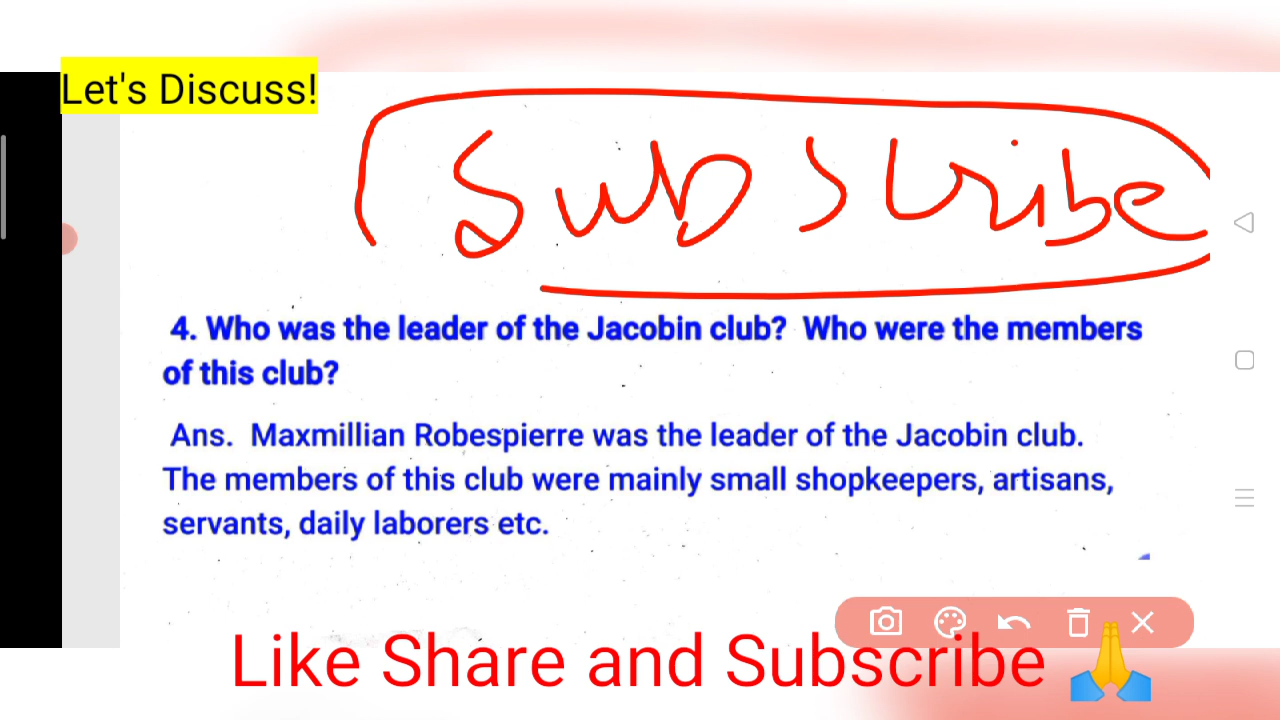 Let's Discuss!
Subscribe
4. Who was the leader of the Jacobin club? Who were the members
of this club?
Ans. Maxmillian Robespierre was the leader of the Jacobin club.
The members of this club were mainly small shopkeepers, artisans,
servants, daily laborers etc.
Like Share and Subscribe 🙏